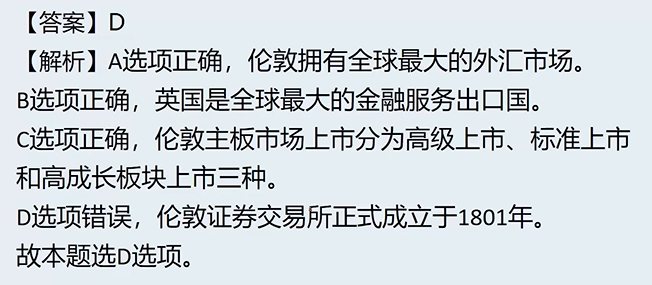 【答案】D
【解析】A选项正确，伦敦拥有全球最大的外汇市场。
B选项正确，英国是全球最大的金融服务出口国。
C选项正确，伦敦主板市场上市分为高级上市、标准上市
和高成长板块上市三种。
D选项错误，伦敦证券交易所正式成立于1801年。
故本题选D选项。